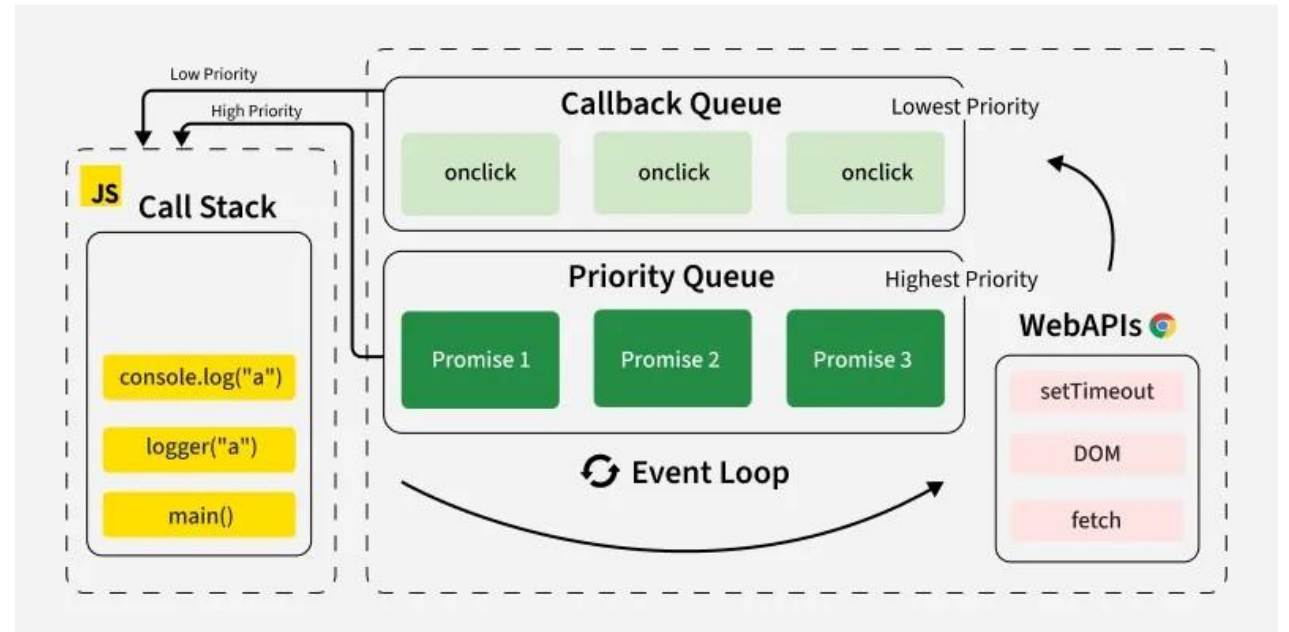 Low Priority
High Priority
Callback Queue
Lowest Priority
onclick
onclick
onclick
JS
Call Stack
Priority Queue
Highest Priority
Promise 1
Promise 2
Promise 3
WebAPIs
console.log("a")
logger("a")
main()
setTimeout
DOM
fetch
Event Loop